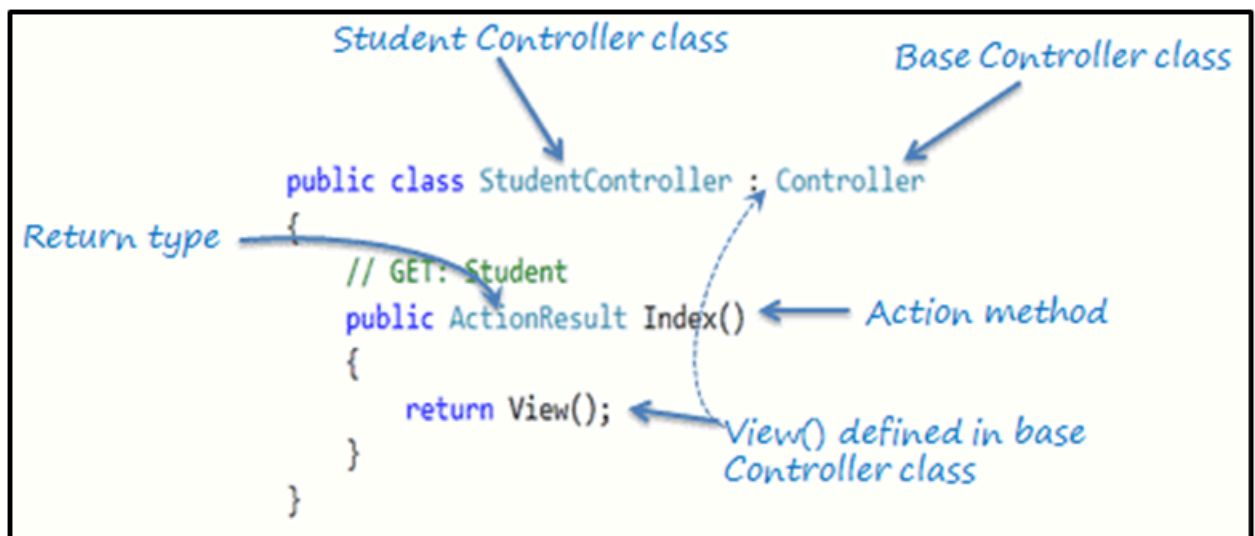 Student Controller class
Base Controller class
public class StudentController : Controller
{
Return type
// GET: Student
public ActionResult Index()
Action method
{
return View();
View() defined in base
Controller class
}
}